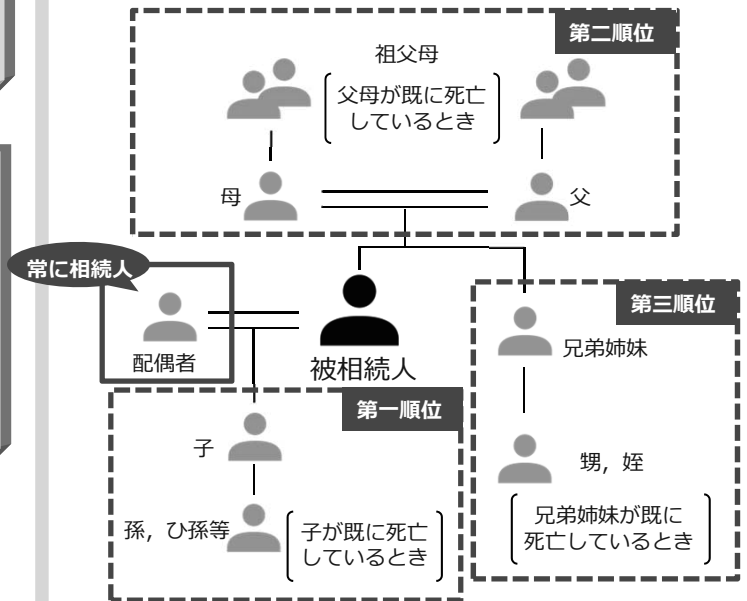 第二順位
祖父母
父母が既に死亡
しているとき
母
父
常に相続人
配偶者
被相続人
第三順位
兄弟姉妹
甥，姪
兄弟姉妹が既に
死亡しているとき
第一順位
子
孫，ひ孫等
子が既に死亡
しているとき